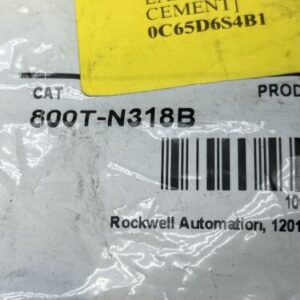 CEMENT]
0C65D6S4B1
CAT
PROD
800T-N318B
10
Rockwell Automation, 1201